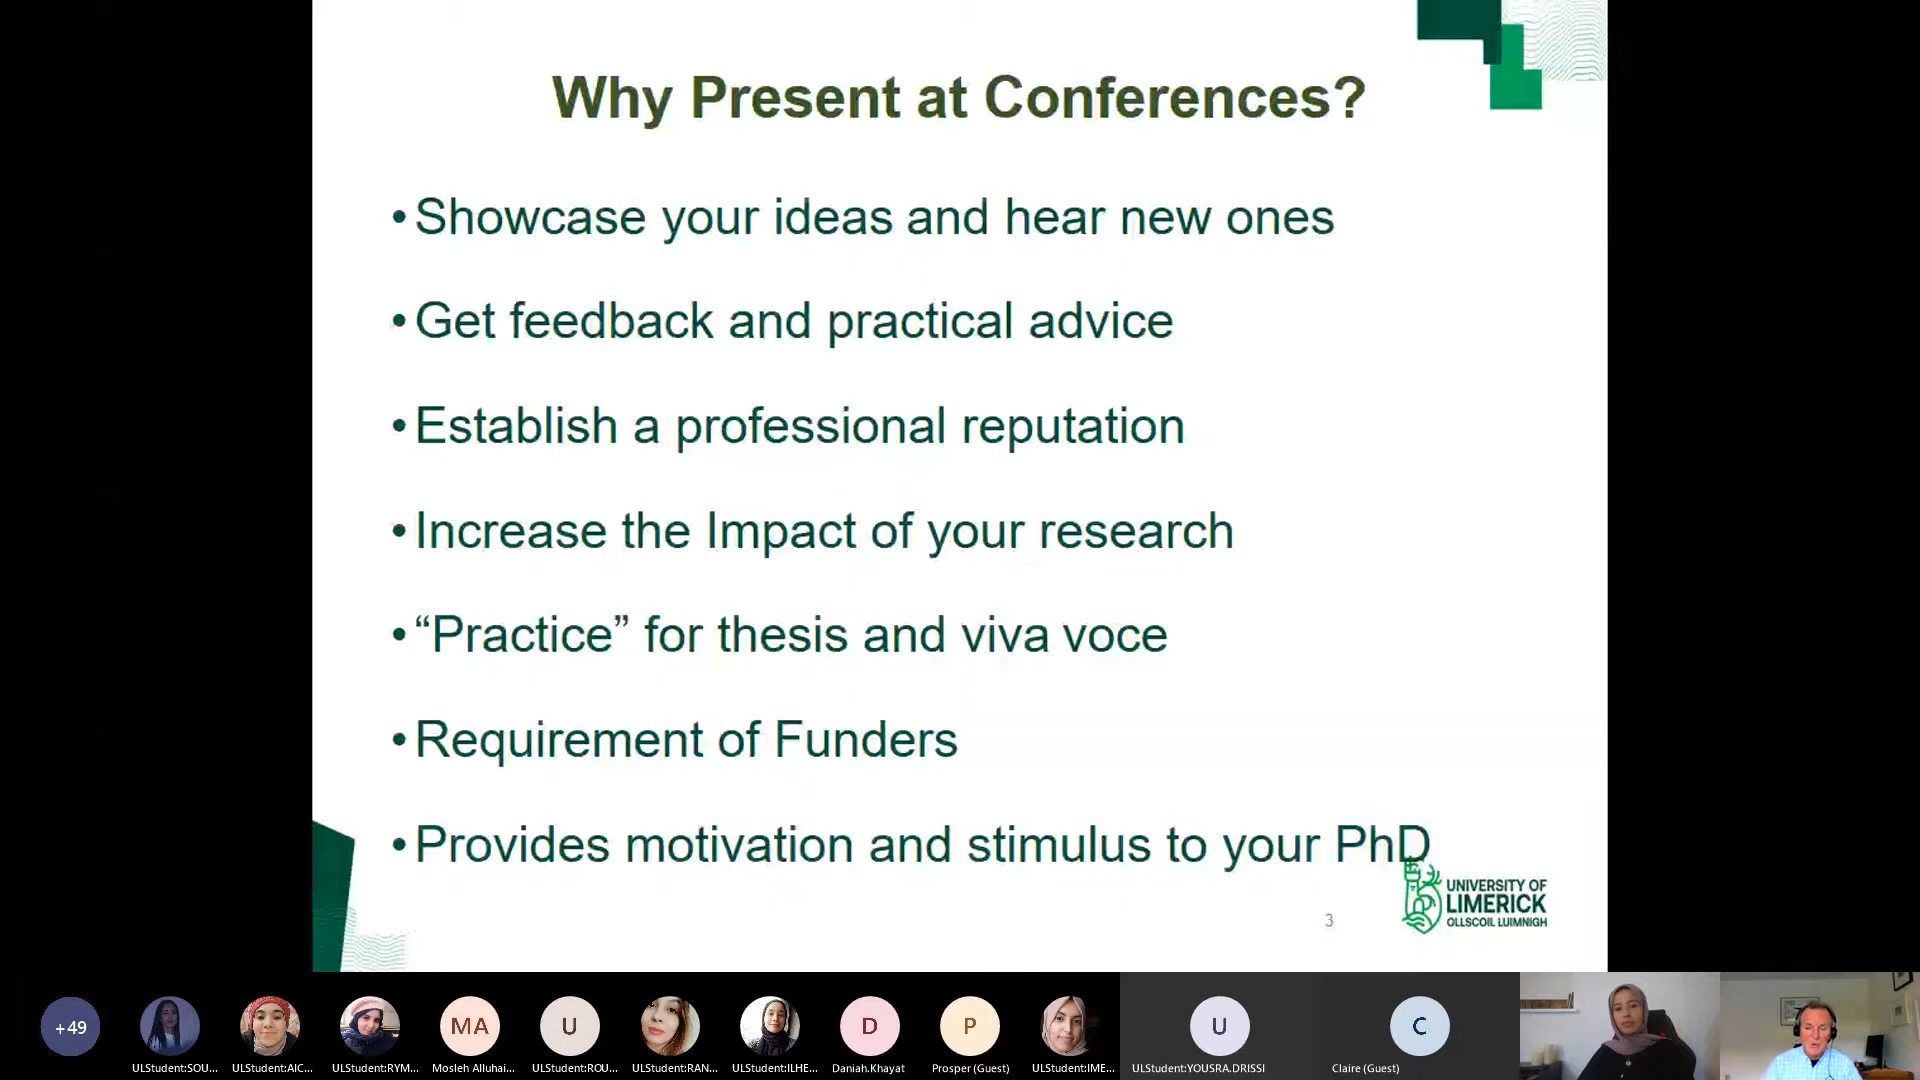 Why Present at Conferences?
• Showcase your ideas and hear new ones
• Get feedback and practical advice
• Establish a professional reputation
• Increase the Impact of your research
• “Practice” for thesis and viva voce
• Requirement of Funders
• Provides motivation and stimulus to your PhD
3
UNIVERSITY OF
LIMERICK
OLLSCOIL LUIMNIGH
+49
MA
U
D
P
U
C
ULStudent:SOU...
ULStudent:AIC...
ULStudent:RYM...
Mosleh Alluhai...
ULStudent:ROU...
ULStudent:RAN...
ULStudent:ILHE...
Daniah.Khayat
Prosper (Guest)
ULStudent:IME...
ULStudent:YOUSRA.DRISSI
Claire (Guest)